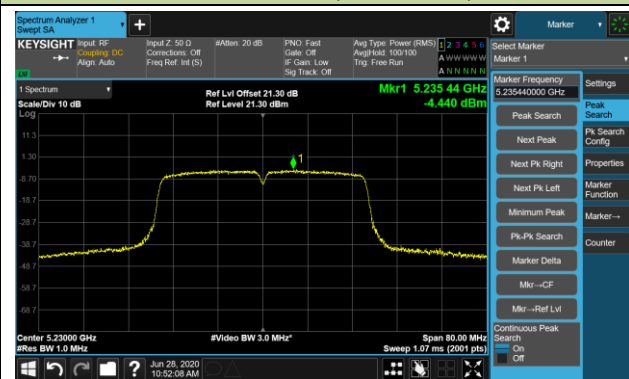 Spectrum Analyzer 1
Swept SA
Marker
KEYSIGHT
Input: RF
Coupling: DC
Align: Auto
Input Z: 50 Ω
Corrections: Off
Freq Ref: Int (S)
#Atten: 20 dB
PNO: Fast
Gate: Off
IF Gain: Low
Sig Track: Off
Avg Type: Power (RMS)
Avg|Hold: 100/100
Trig: Free Run
1 2 3 4 5 6
A W W W W W
A N N N N N
Select Marker
Marker 1
1 Spectrum
Scale/Div 10 dB
Log
Ref Lvl Offset 21.30 dB
Ref Level 21.30 dBm
Mkr1 5.235 44 GHz
-4.440 dBm
11.3
1.30
-8.70
-18.7
-28.7
-38.7
-48.7
-58.7
-68.7
1
Center 5.23000 GHz
#Res BW 1.0 MHz
#Video BW 3.0 MHz*
Span 80.00 MHz
Sweep 1.07 ms (2001 pts)
Marker Frequency
5.235440000 GHz
Peak Search
Next Peak
Next Pk Right
Next Pk Left
Minimum Peak
Pk-Pk Search
Marker Delta
Mkr→CF
Mkr→Ref Lvl
Continuous Peak
Search
On
Off
Settings
Peak
Search
Pk Search
Config
Properties
Marker
Function
Marker→
Counter
Jun 28, 2020
10:52:08 AM